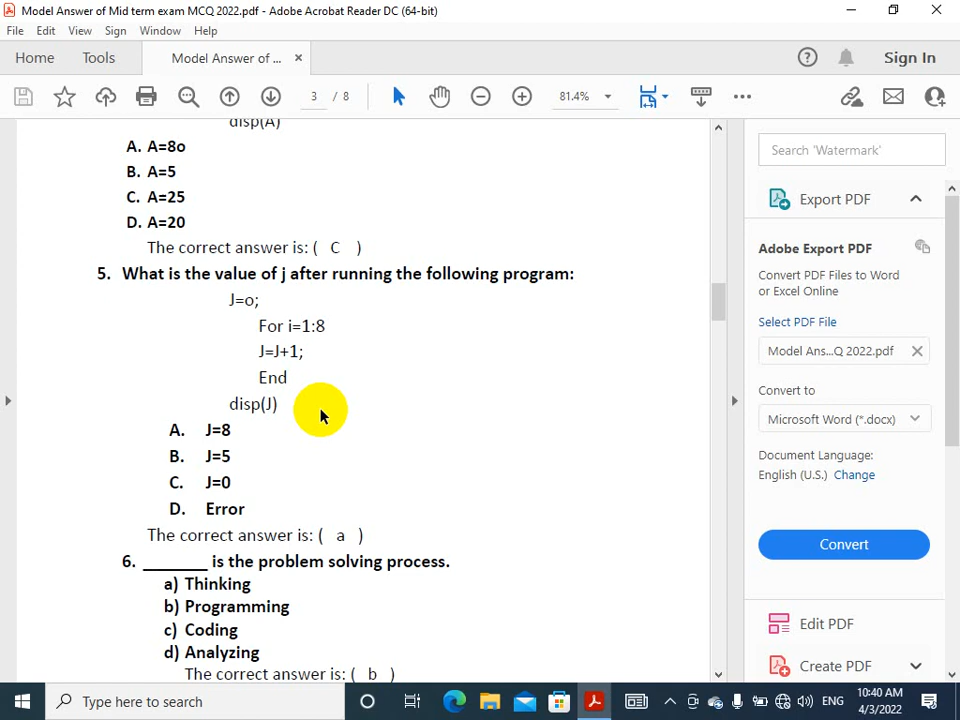 Model Answer of Mid term exam MCQ 2022.pdf - Adobe Acrobat Reader DC (64-bit)
File Edit View Sign Window Help
Home Tools Model Answer of ... × Sign In
3 / 8 81.4%
disp(A)
A. A=8o
B. A=5
C. A=25
D. A=20
The correct answer is: ( C )
5. What is the value of j after running the following program:
J=o;
For i=1:8
J=J+1;
End
disp(J)
A. J=8
B. J=5
C. J=0
D. Error
The correct answer is: ( a )
6. _______ is the problem solving process.
a) Thinking
b) Programming
c) Coding
d) Analyzing
The correct answer is: ( b )
Search 'Watermark'
Export PDF
Adobe Export PDF
Convert PDF Files to Word
or Excel Online
Select PDF File
Model Ans...Q 2022.pdf
Convert to
Microsoft Word (*.docx)
Document Language:
English (U.S.) Change
Convert
Edit PDF
Create PDF
Type here to search
ENG
10:40 AM
4/3/2022